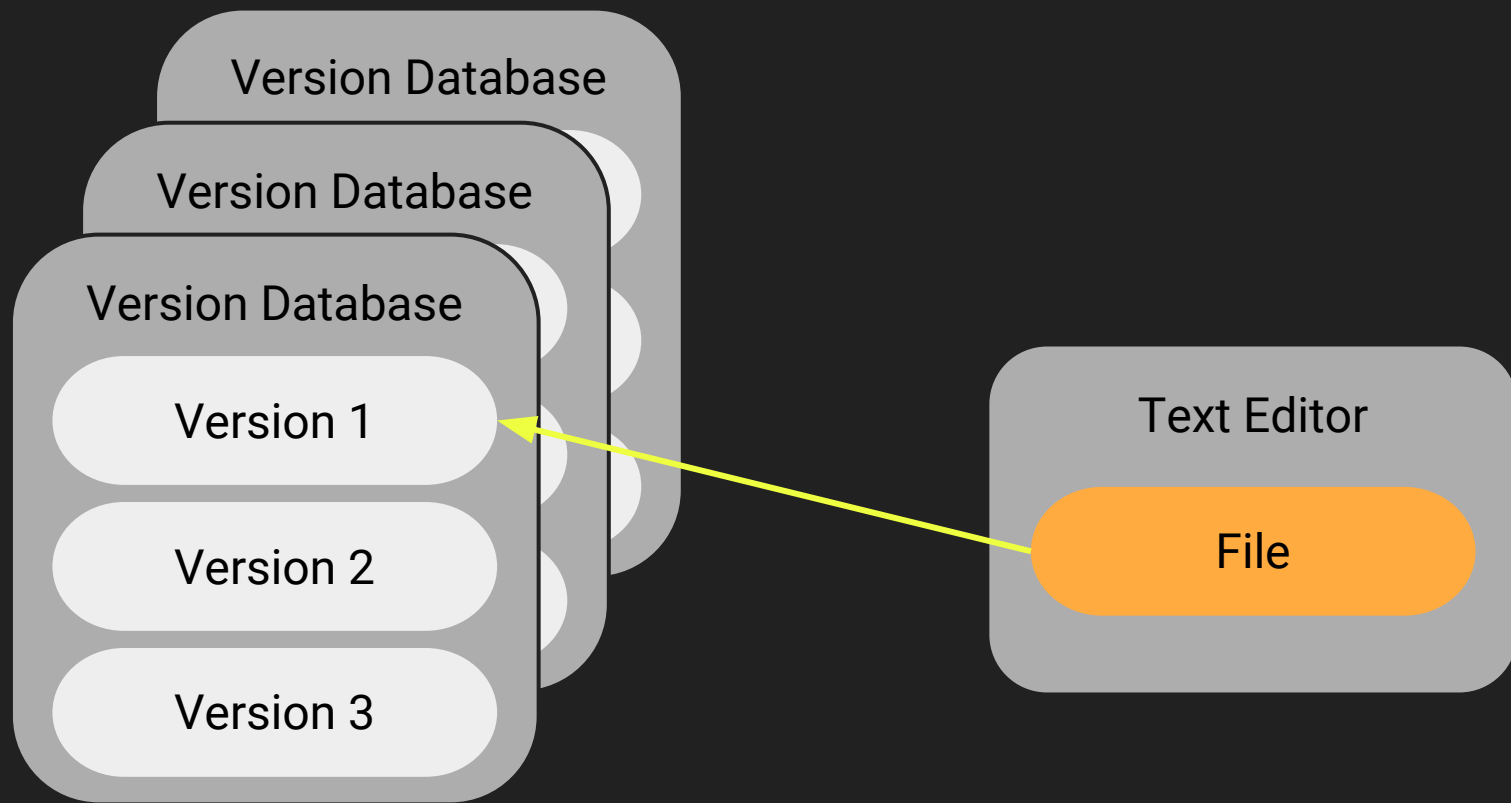 Version Database
Version Database
Version Database
Version 1
Version 2
Version 3
Text Editor
File